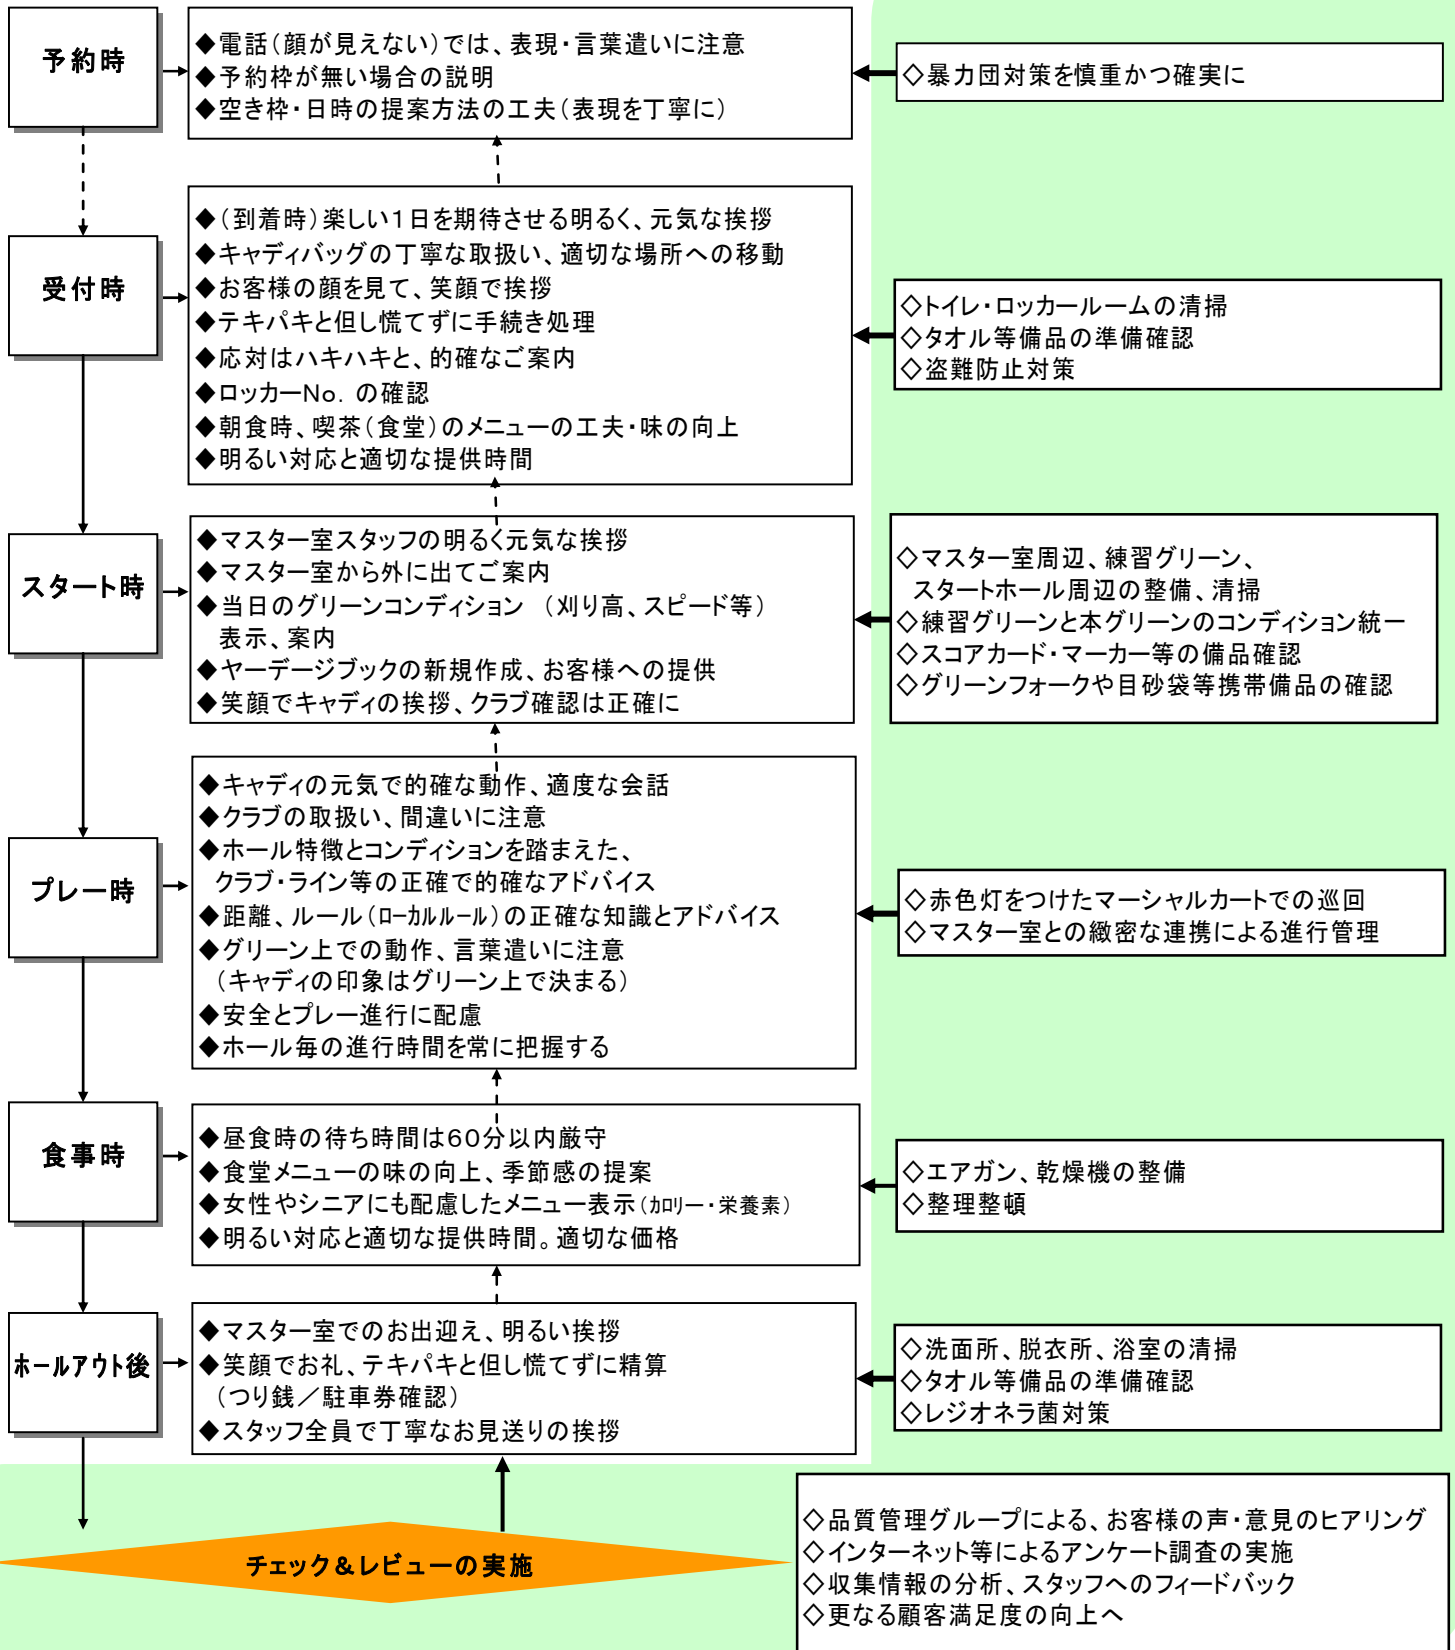 予約時
◆電話(顔が見えない)では、表現・言葉遣いに注意
◆予約枠が無い場合の説明
◆空き枠・日時の提案方法の工夫(表現を丁寧に)
◇暴力団対策を慎重かつ確実に
受付時
◆(到着時)楽しい1日を期待させる明るく、元気な挨拶
◆キャディバッグの丁寧な取扱い、適切な場所への移動
◆お客様の顔を見て、笑顔で挨拶
◆テキパキと但し慌てずに手続き処理
◆応対はハキハキと、的確なご案内
◆ロッカーNo．の確認
◆朝食時、喫茶(食堂)のメニューの工夫・味の向上
◆明るい対応と適切な提供時間
◇トイレ・ロッカールームの清掃
◇タオル等備品の準備確認
◇盗難防止対策
スタート時
◆マスター室スタッフの明るく元気な挨拶
◆マスター室から外に出てご案内
◆当日のグリーンコンディション (刈り高、スピード等)
表示、案内
◆ヤーデージブックの新規作成、お客様への提供
◆笑顔でキャディの挨拶、クラブ確認は正確に
◇マスター室周辺、練習グリーン、
スタートホール周辺の整備、清掃
◇練習グリーンと本グリーンのコンディション統一
◇スコアカード・マーカー等の備品確認
◇グリーンフォークや目砂袋等携帯備品の確認
プレー時
◆キャディの元気で的確な動作、適度な会話
◆クラブの取扱い、間違いに注意
◆ホール特徴とコンディションを踏まえた、
クラブ・ライン等の正確で的確なアドバイス
◆距離、ルール(ローカルルール)の正確な知識とアドバイス
◆グリーン上での動作、言葉遣いに注意
(キャディの印象はグリーン上で決まる)
◆安全とプレー進行に配慮
◆ホール毎の進行時間を常に把握する
◇赤色灯をつけたマーシャルカートでの巡回
◇マスター室との緻密な連携による進行管理
食事時
◆昼食時の待ち時間は60分以内厳守
◆食堂メニューの味の向上、季節感の提案
◆女性やシニアにも配慮したメニュー表示(カロリー・栄養素)
◆明るい対応と適切な提供時間。適切な価格
◇エアガン、乾燥機の整備
◇整理整頓
ホールアウト後
◆マスター室でのお出迎え、明るい挨拶
◆笑顔でお礼、テキパキと但し慌てずに精算
(つり銭／駐車券確認)
◆スタッフ全員で丁寧なお見送りの挨拶
◇洗面所、脱衣所、浴室の清掃
◇タオル等備品の準備確認
◇レジオネラ菌対策
チェック＆レビューの実施
◇品質管理グループによる、お客様の声・意見のヒアリング
◇インターネット等によるアンケート調査の実施
◇収集情報の分析、スタッフへのフィードバック
◇更なる顧客満足度の向上へ